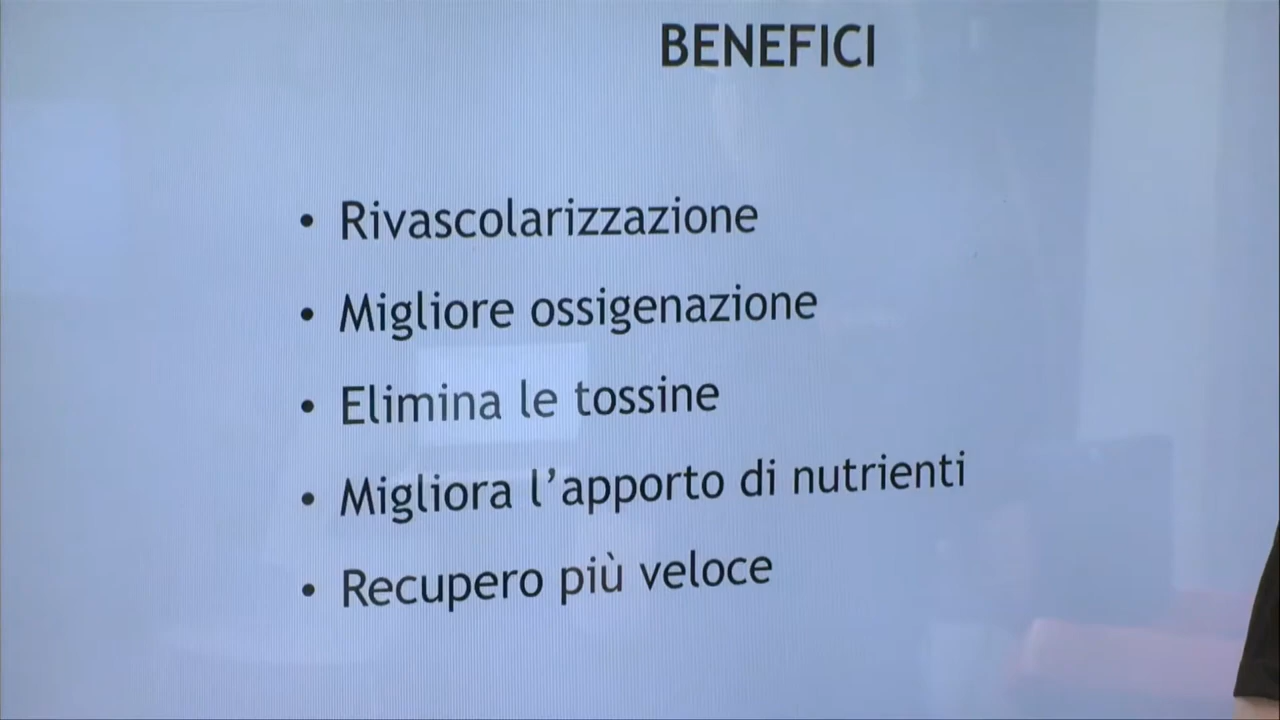 BENEFICI
• Rivascolarizzazione
• Migliore ossigenazione
• Elimina le tossine
• Migliora l’apporto di nutrienti
• Recupero più veloce